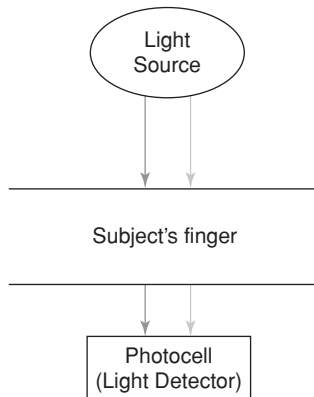 Light
Source
Subject's finger
Photocell
(Light Detector)